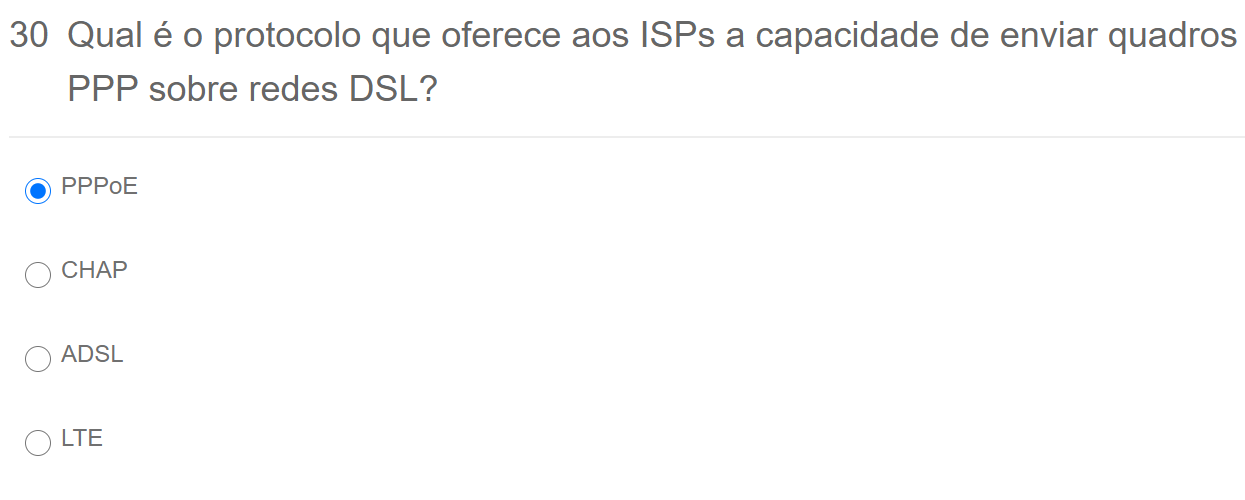 30 Qual é o protocolo que oferece aos ISPs a capacidade de enviar quadros
PPP sobre redes DSL?
PPPoE
CHAP
ADSL
LTE